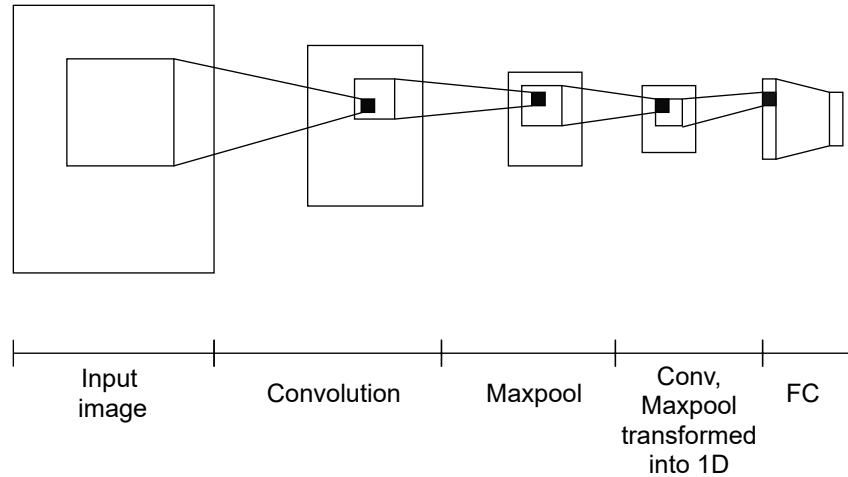 Input
image
Convolution
Maxpool
Conv,
Maxpool
transformed
into 1D
FC